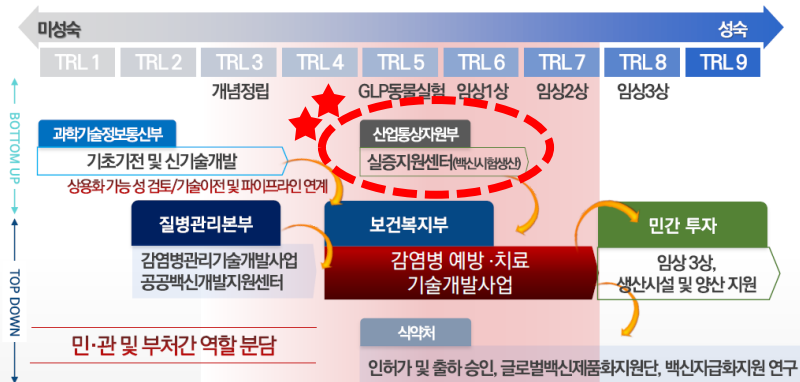 미성숙
성숙
TRL 1 TRL 2 TRL 3 TRL 4 TRL 5 TRL 6 TRL 7 TRL 8 TRL 9
개념정립 GLP동물실험 임상1상 임상2상 임상3상
BOTTOM UP
과학기술정보통신부
기초기전 및 신기술개발
상용화 가능 성 검토/기술이전 및 파이프라인 연계
산업통상자원부
실증지원센터(백신시험생산)
질병관리본부
감염병관리기술개발사업
공공백신개발지원센터
보건복지부
감염병 예방·치료
기술개발사업
민간 투자
임상 3상,
생산시설 및 양산 지원
TOP DOWN
민·관 및 부처간 역할 분담
식약처
인허가 및 출하 승인, 글로벌백신제품화지원단, 백신자급화지원 연구